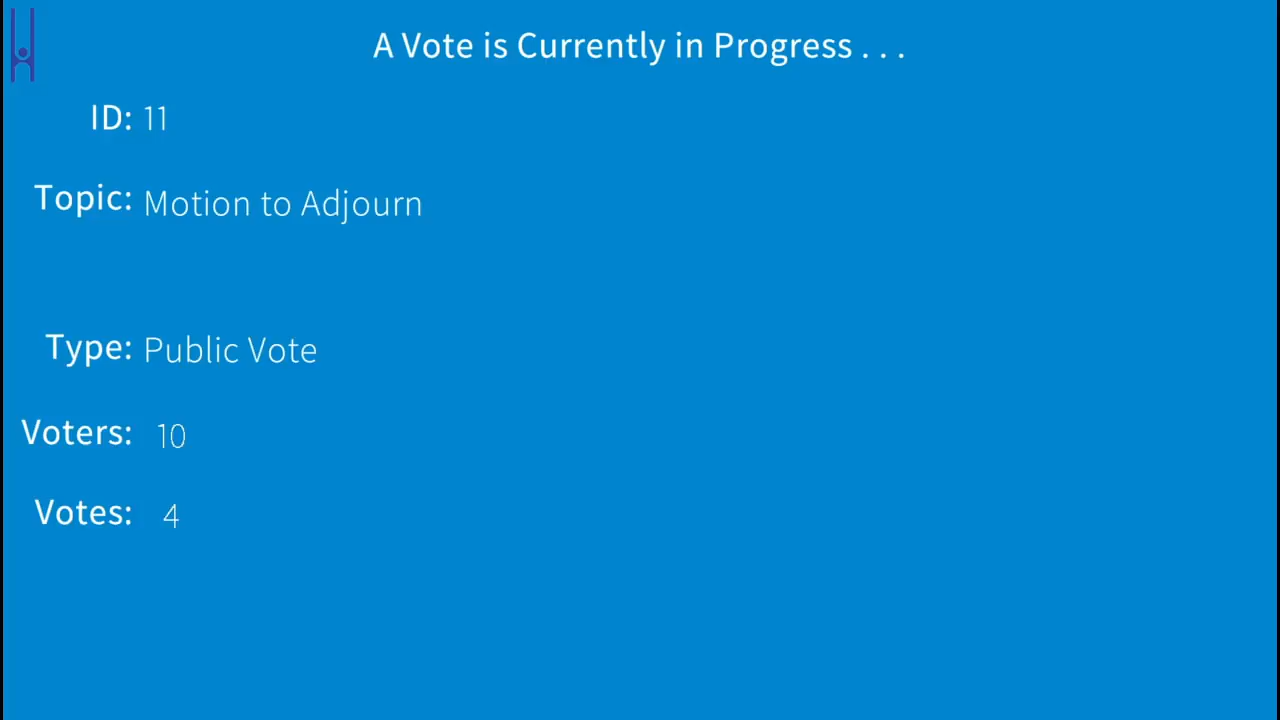 A Vote is Currently in Progress . . .
ID: 11
Topic: Motion to Adjourn
Type: Public Vote
Voters: 10
Votes: 4